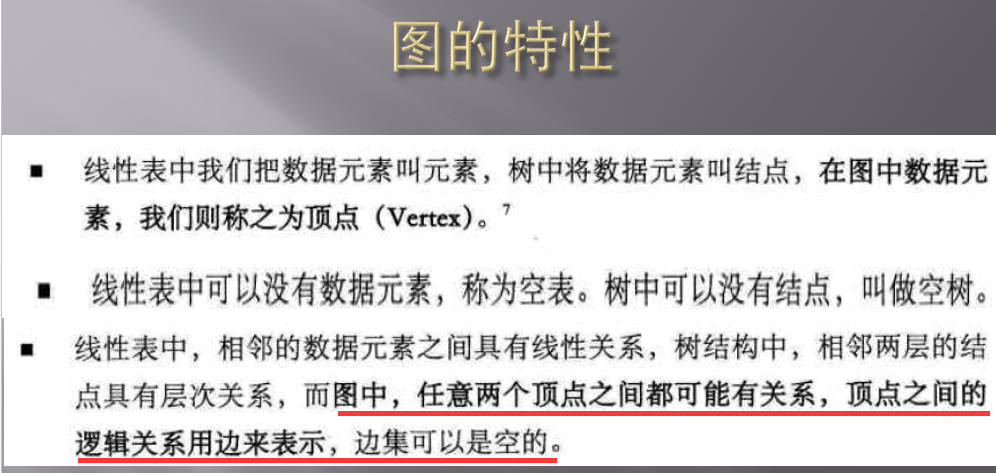 图的特性
线性表中我们把数据元素叫元素，树中将数据元素叫结点，在图中数据元
素，我们则称之为顶点（Vertex）。7
线性表中可以没有数据元素，称为空表。树中可以没有结点，叫做空树。
线性表中，相邻的数据元素之间具有线性关系，树结构中，相邻两层的结
点具有层次关系，而图中，任意两个顶点之间都可能有关系，顶点之间的
逻辑关系用边来表示，边集可以是空的。